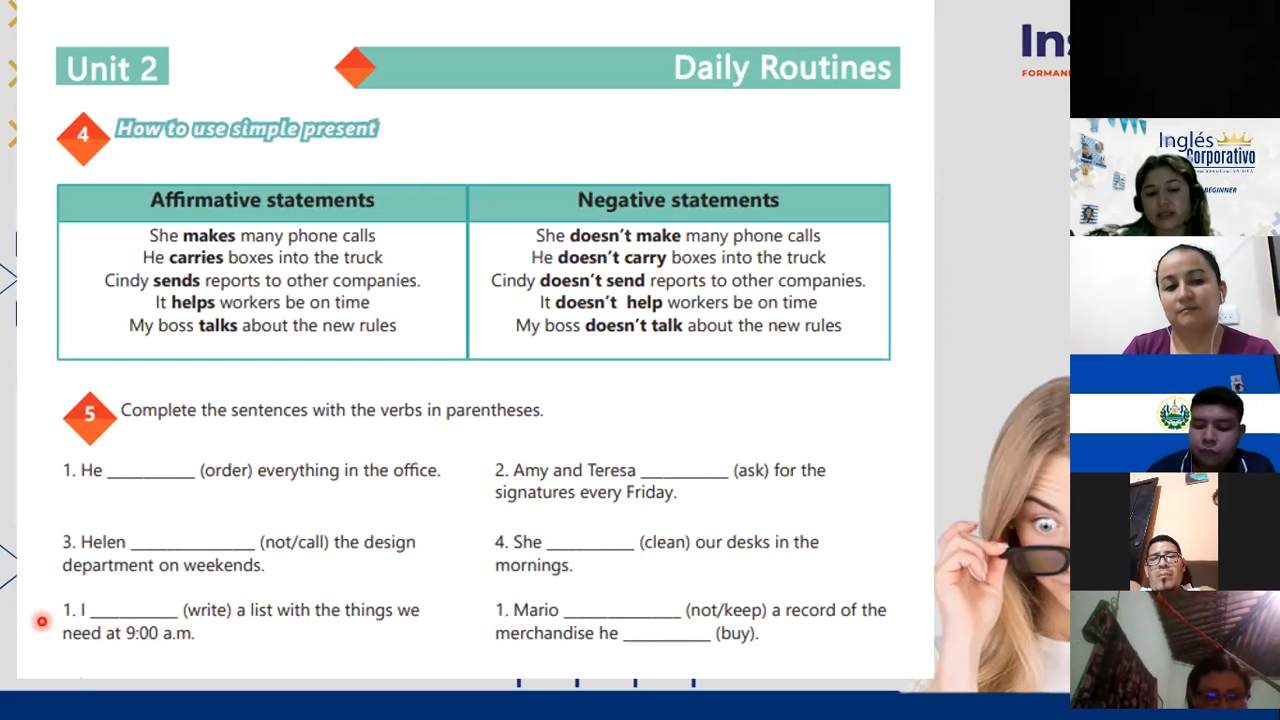 Unit 2
Daily Routines
4
How to use simple present
Affirmative statements
She makes many phone calls
He carries boxes into the truck
Cindy sends reports to other companies.
It helps workers be on time
My boss talks about the new rules
Negative statements
She doesn't make many phone calls
He doesn't carry boxes into the truck
Cindy doesn't send reports to other companies.
It doesn't help workers be on time
My boss doesn't talk about the new rules
5
Complete the sentences with the verbs in parentheses.
1. He __________ (order) everything in the office.
2. Amy and Teresa __________ (ask) for the
signatures every Friday.
3. Helen ______________ (not/call) the design
department on weekends.
4. She __________ (clean) our desks in the
mornings.
1. I __________ (write) a list with the things we
need at 9:00 a.m.
1. Mario ______________ (not/keep) a record of the
merchandise he __________ (buy).
In
FORMAN
Inglés
Corporativo
BEGINNER